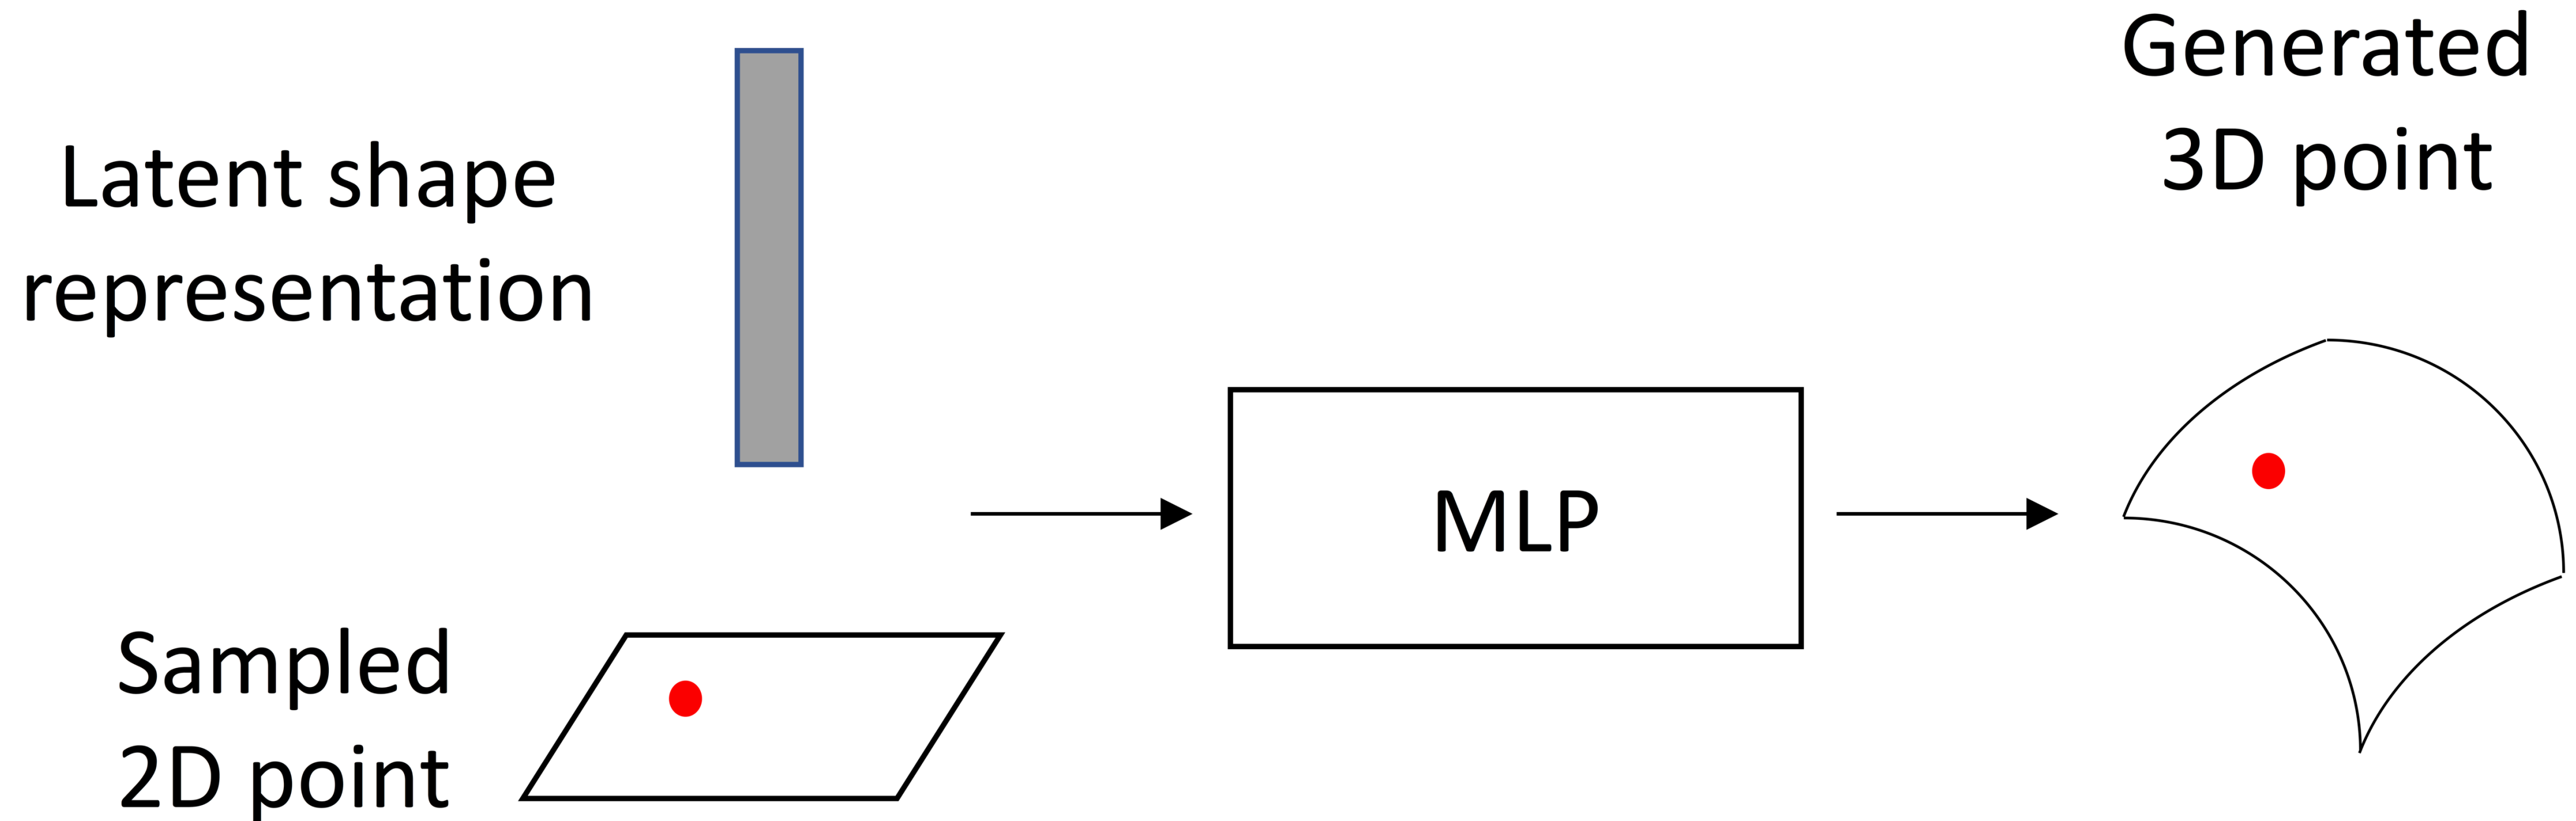 Latent shape
representation
Sampled
2D point
MLP
Generated
3D point